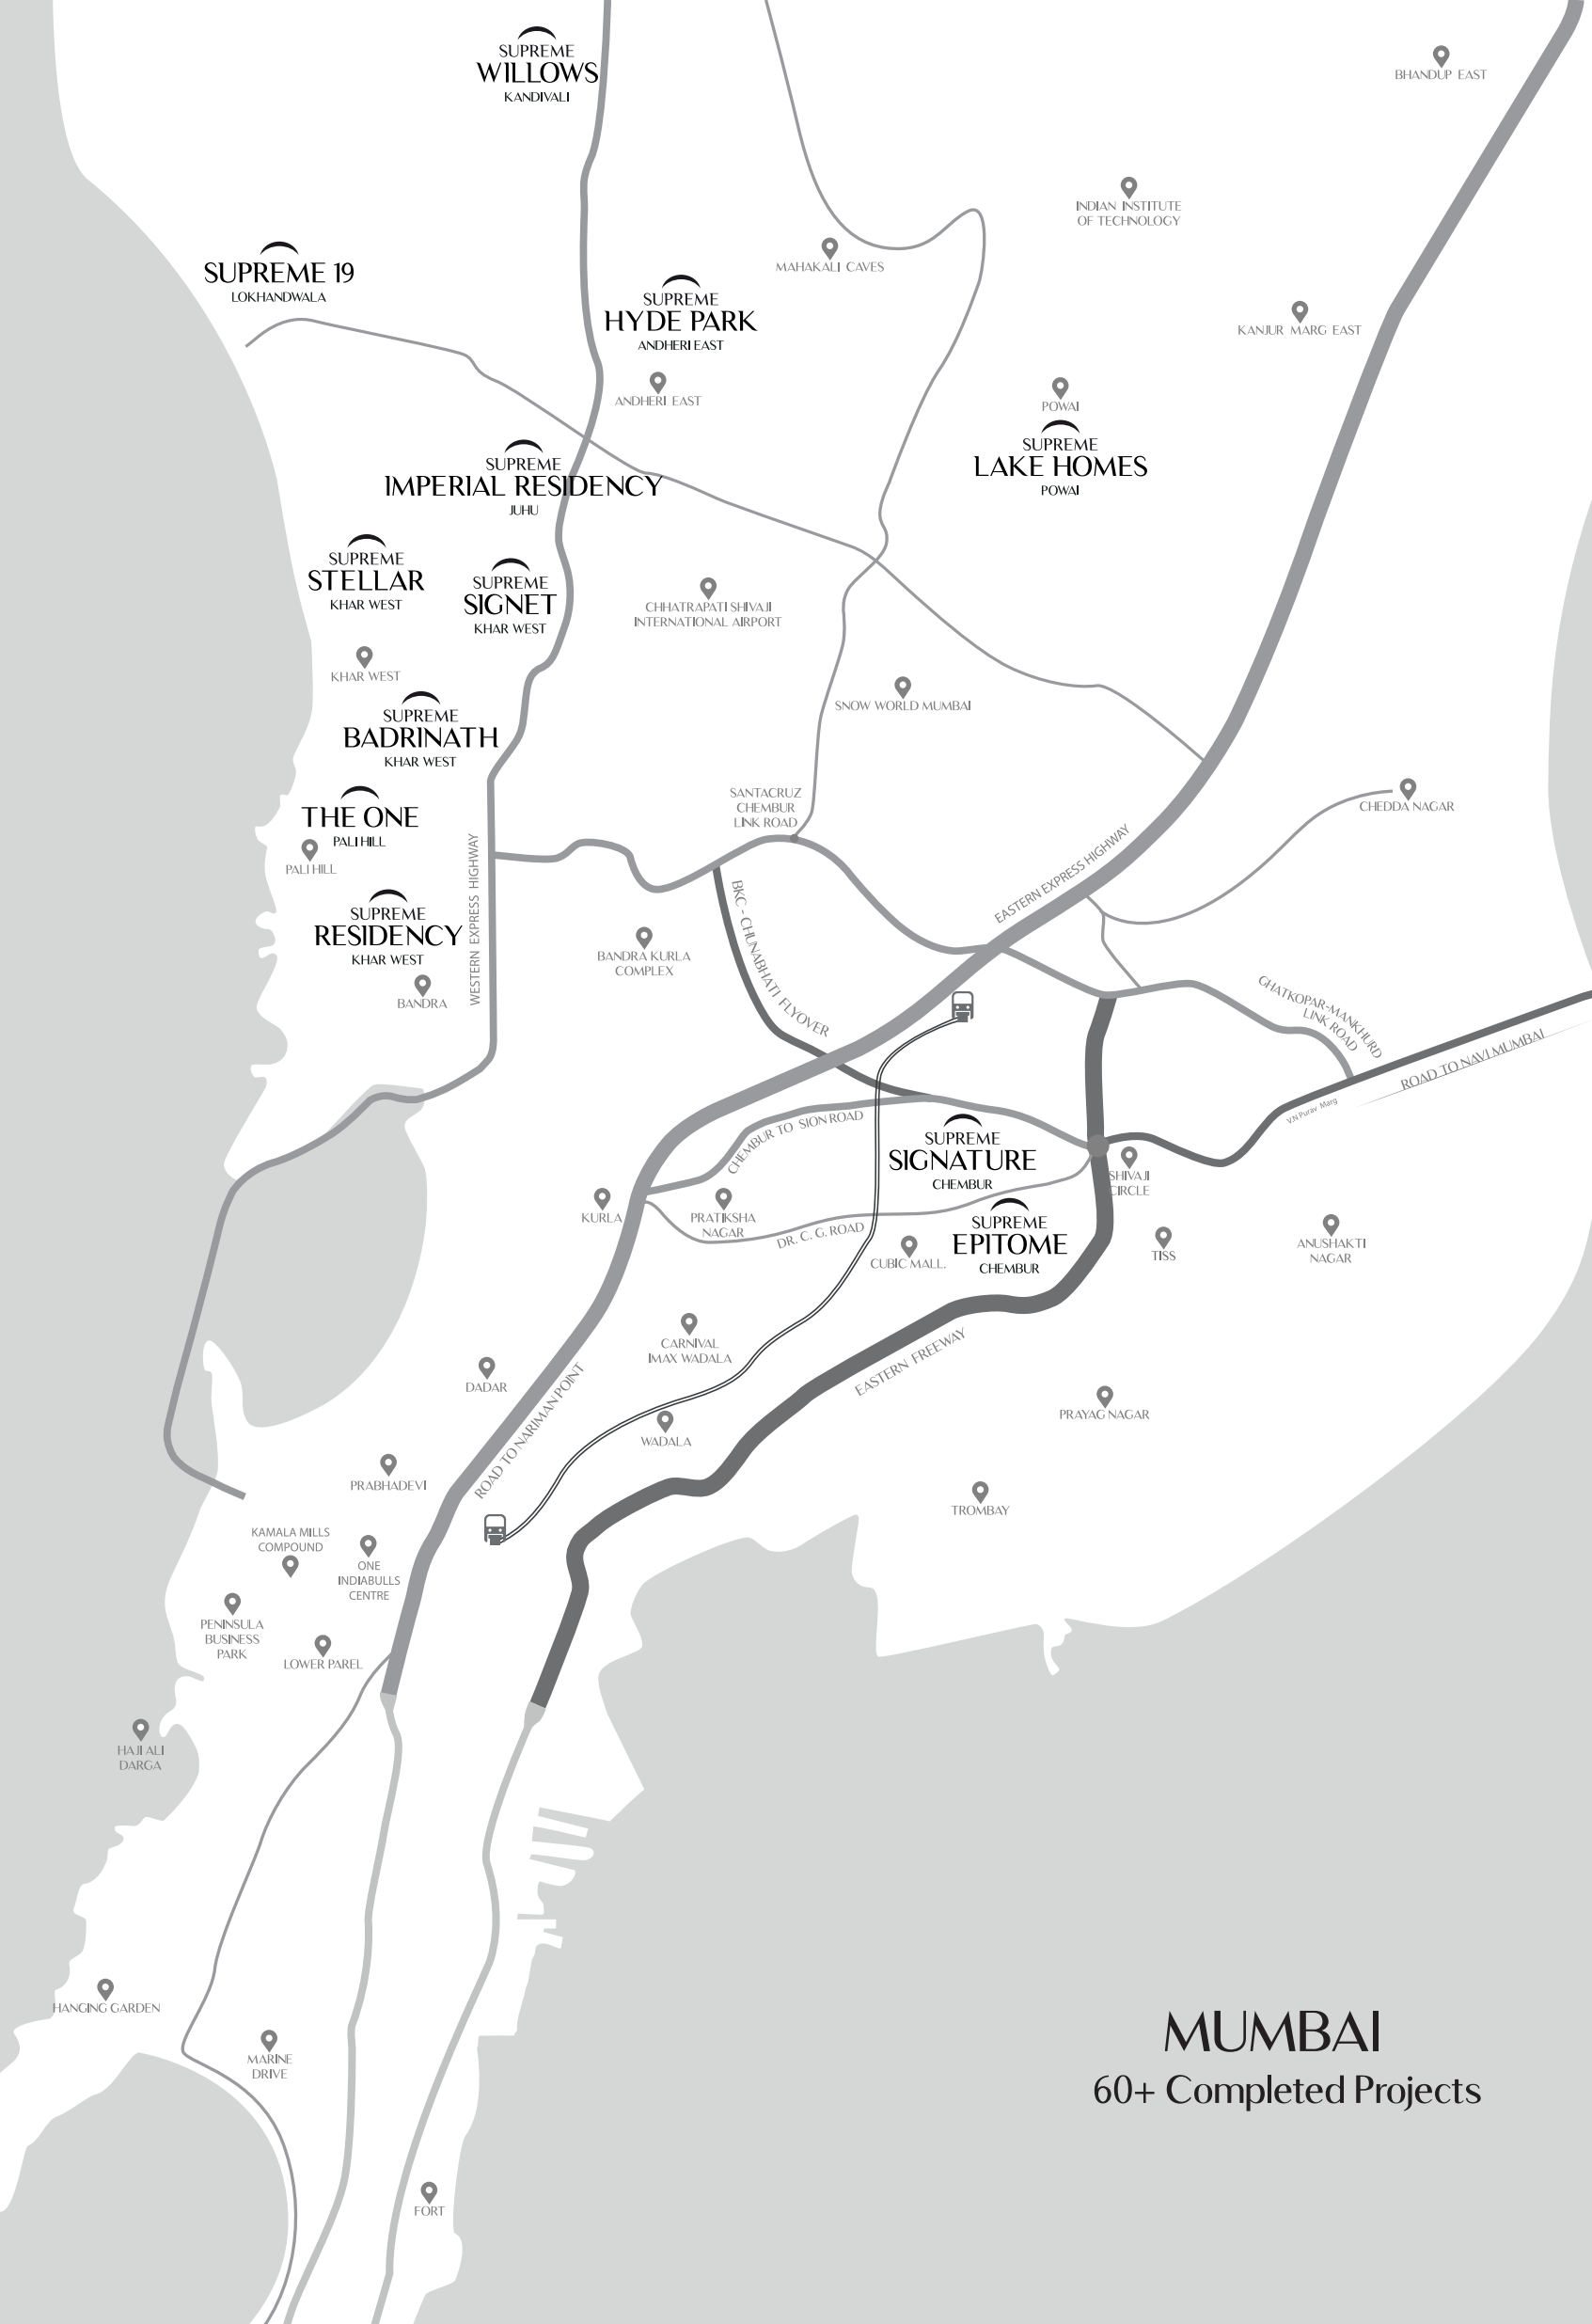 SUPREME
WILLOWS
KANDIVALI
BHANDUP EAST
INDIAN INSTITUTE
OF TECHNOLOGY
MAHAKALI CAVES
SUPREME 19
LOKHANDWALA
SUPREME
HYDE PARK
ANDHERI EAST
KANJUR MARG EAST
ANDHERI EAST
POWAI
SUPREME
LAKE HOMES
POWAI
SUPREME
IMPERIAL RESIDENCY
JUHU
SUPREME
STELLAR
KHAR WEST
SUPREME
SIGNET
KHAR WEST
CHHATRAPATI SHIVAJI
INTERNATIONAL AIRPORT
KHAR WEST
SNOW WORLD MUMBAI
SUPREME
BADRINATH
KHAR WEST
THE ONE
PALI HILL
PALI HILL
SANTACRUZ
CHEMBUR
LINK ROAD
CHEDDA NAGAR
WESTERN EXPRESS HIGHWAY
EASTERN EXPRESS HIGHWAY
SUPREME
RESIDENCY
KHAR WEST
BANDRA
BKC - CHUNABHATI FLYOVER
BANDRA KURLA
COMPLEX
GHATKOPAR-MANKHURD
LINK ROAD
ROAD TO NAVI MUMBAI
V.N Purav Marg
CHEMBUR TO SION ROAD
SUPREME
SIGNATURE
CHEMBUR
SHIVAJI
CIRCLE
KURLA
PRATIKSHA
NAGAR
DR. C. G. ROAD
SUPREME
EPITOME
CHEMBUR
CUBIC MALL.
TISS
ANUSHAKTI
NAGAR
CARNIVAL
IMAX WADALA
EASTERN FREEWAY
DADAR
ROAD TO NARIMAN POINT
PRAYAG NAGAR
WADALA
PRABHADEVI
TROMBAY
KAMALA MILLS
COMPOUND
ONE
INDIABULLS
CENTRE
PENINSULA
BUSINESS
PARK
LOWER PAREL
HAJI ALI
DARGA
HANGING GARDEN
MARINE
DRIVE
MUMBAI
60+ Completed Projects
FORT